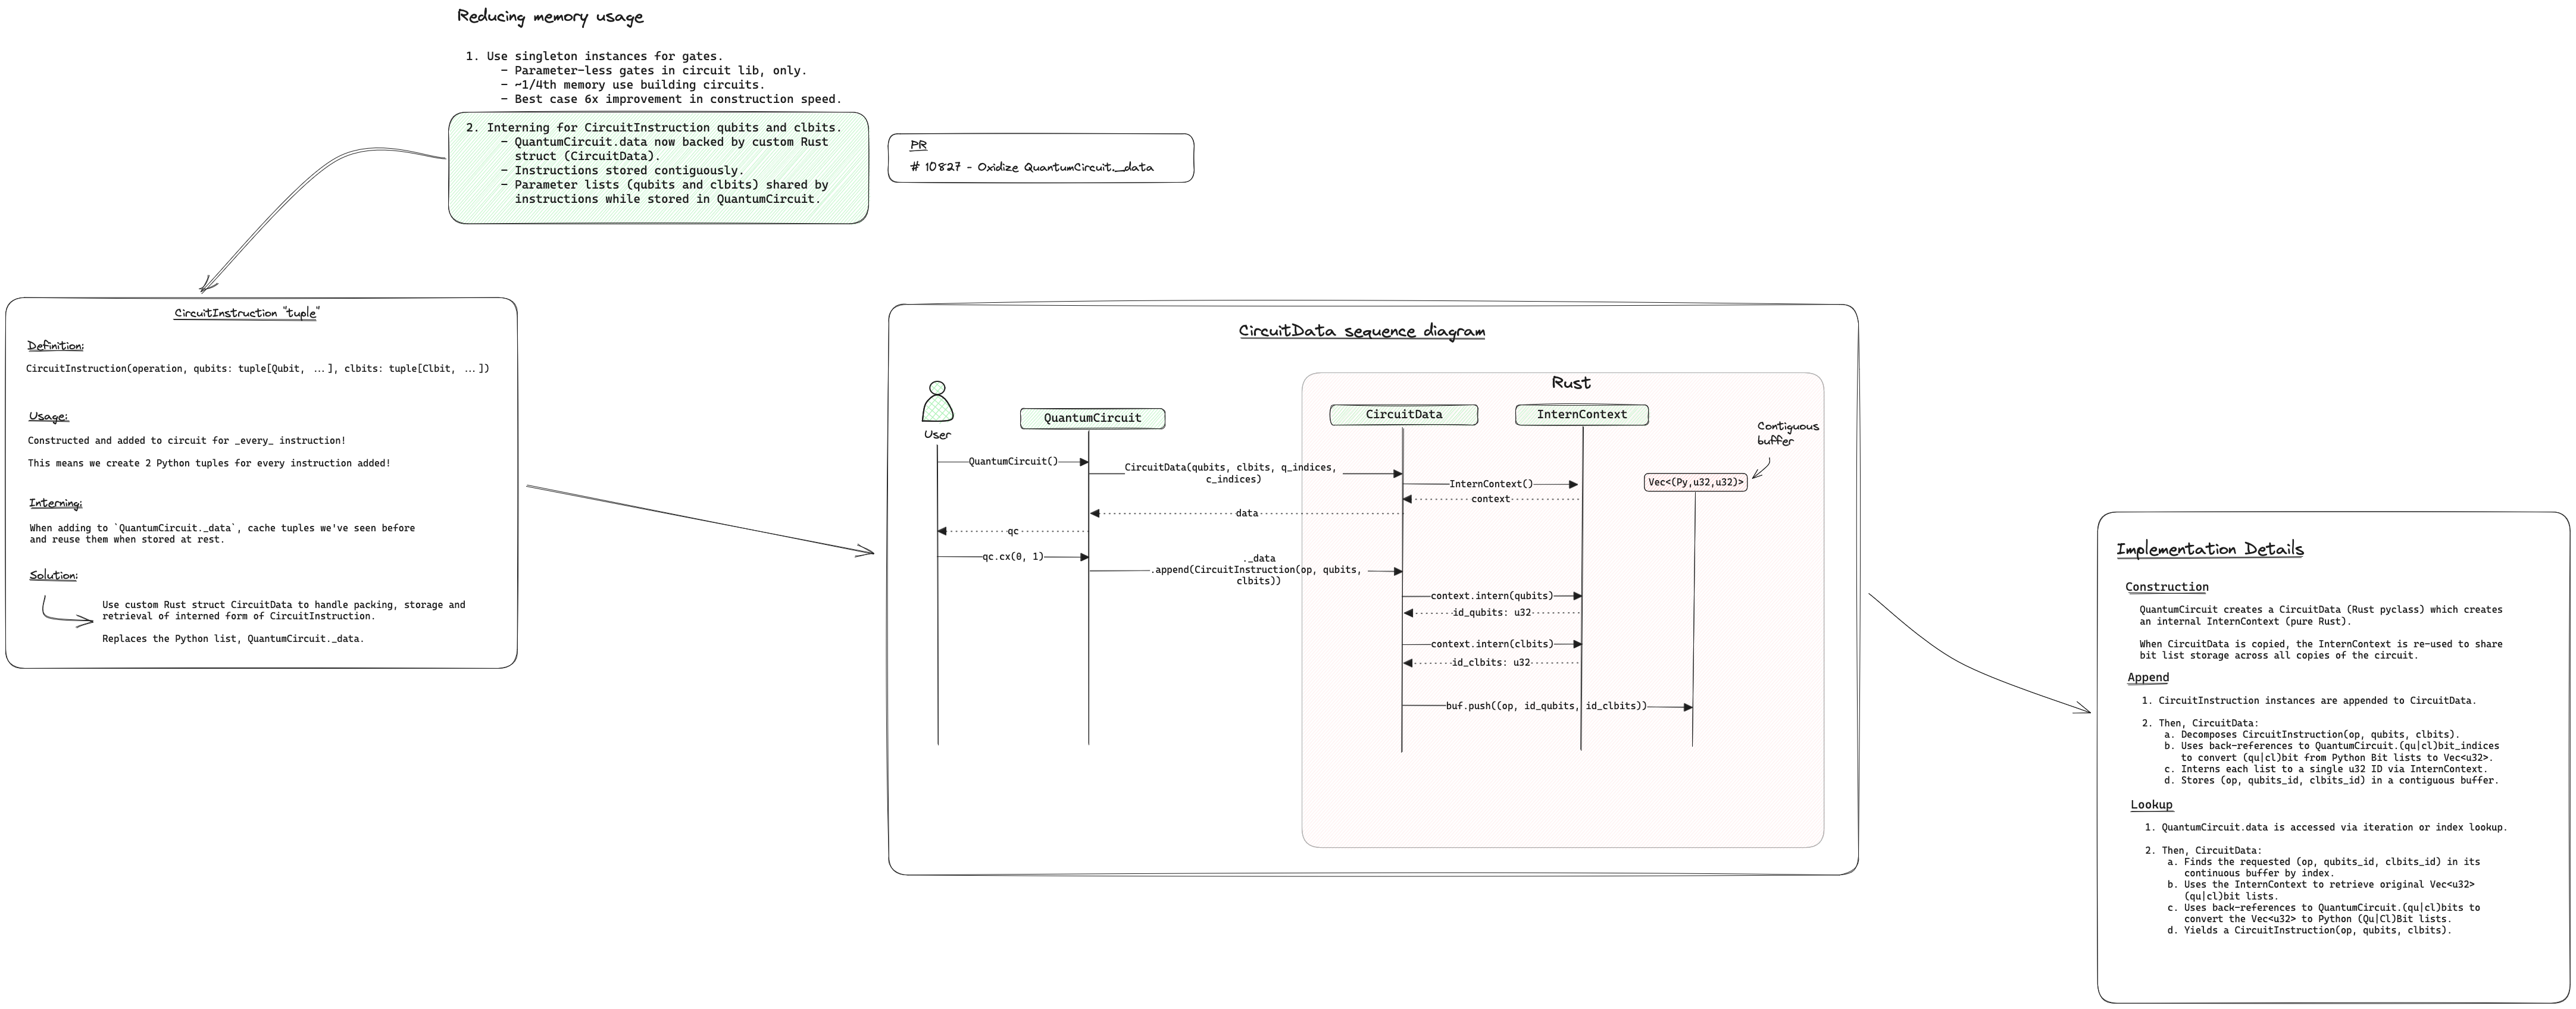 Reducing memory usage
1. Use singleton instances for gates.
- Parameter-less gates in circuit lib, only.
- ~1/4th memory use building circuits.
- Best case 6x improvement in construction speed.
2. Interning for CircuitInstruction qubits and clbits.
- QuantumCircuit.data now backed by custom Rust
struct (CircuitData).
- Instructions stored contiguously.
- Parameter lists (qubits and clbits) shared by
instructions while stored in QuantumCircuit.
PR
# 10827 - Oxidize QuantumCircuit._data
CircuitInstruction "tuple"
Definition:
CircuitInstruction(operation, qubits: tuple[Qubit, ...], clbits: tuple[Clbit, ...])
Usage:
Constructed and added to circuit for _every_ instruction!
This means we create 2 Python tuples for every instruction added!
Interning:
When adding to `QuantumCircuit._data`, cache tuples we've seen before
and reuse them when stored at rest.
Solution:
Use custom Rust struct CircuitData to handle packing, storage and
retrieval of interned form of CircuitInstruction.
Replaces the Python list, QuantumCircuit._data.
CircuitData sequence diagram
Rust
User
QuantumCircuit
CircuitData
InternContext
Contiguous
buffer
Vec<(Py,u32,u32)>
QuantumCircuit()
CircuitData(qubits, clbits, q_indices,
c_indices)
InternContext()
context
data
qc
qc.cx(0, 1)
._data
.append(CircuitInstruction(op, qubits,
clbits))
context.intern(qubits)
id_qubits: u32
context.intern(clbits)
id_clbits: u32
buf.push((op, id_qubits, id_clbits))
Implementation Details
Construction
QuantumCircuit creates a CircuitData (Rust pyclass) which creates
an internal InternContext (pure Rust).
When CircuitData is copied, the InternContext is re-used to share
bit list storage across all copies of the circuit.
Append
1. CircuitInstruction instances are appended to CircuitData.
2. Then, CircuitData:
a. Decomposes CircuitInstruction(op, qubits, clbits).
b. Uses back-references to QuantumCircuit.(qu|cl)bit_indices
to convert (qu|cl)bit from Python Bit lists to Vec<u32>.
c. Interns each list to a single u32 ID via InternContext.
d. Stores (op, qubits_id, clbits_id) in a contiguous buffer.
Lookup
1. QuantumCircuit.data is accessed via iteration or index lookup.
2. Then, CircuitData:
a. Finds the requested (op, qubits_id, clbits_id) in its
continuous buffer by index.
b. Uses the InternContext to retrieve original Vec<u32>
(qu|cl)bit lists.
c. Uses back-references to QuantumCircuit.(qu|cl)bits to
convert the Vec<u32> to Python (Qu|Cl)Bit lists.
d. Yields a CircuitInstruction(op, qubits, clbits).